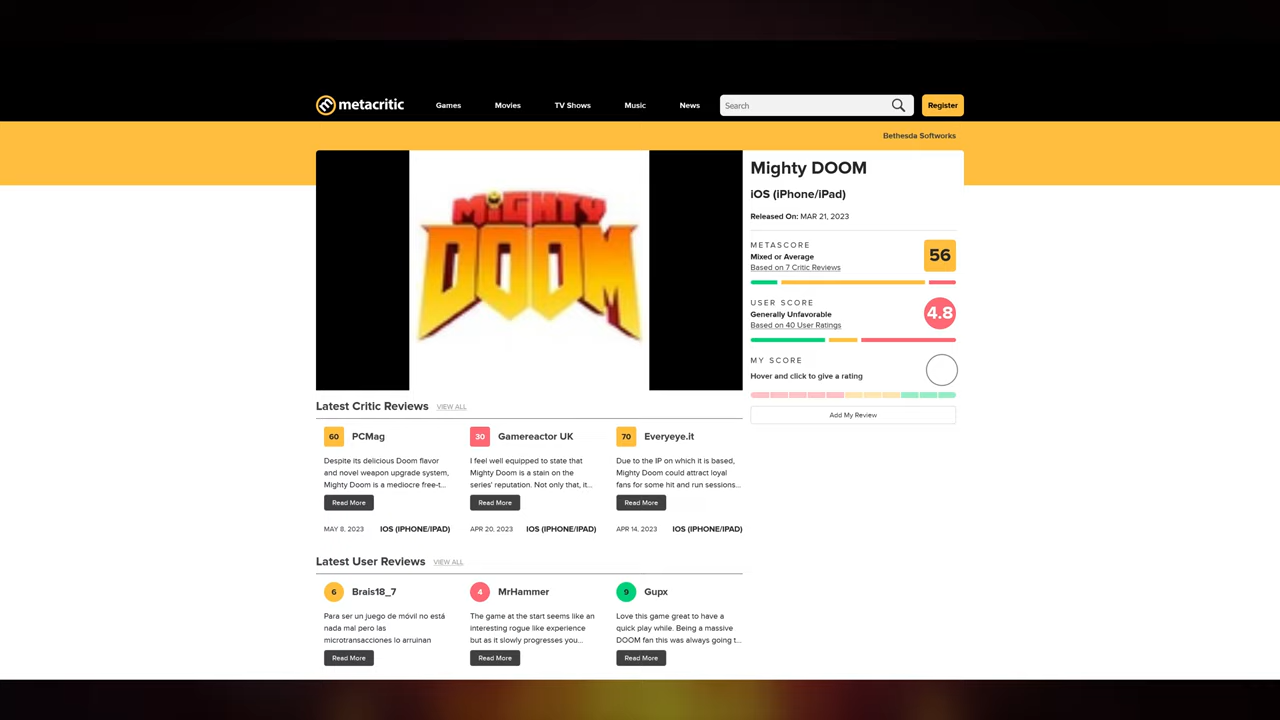 metacritic
Games
Movies
TV Shows
Music
News
Search
Register
Bethesda Softworks
MIGHTY
DOOM
Mighty DOOM
iOS (iPhone/iPad)
Released On: MAR 21, 2023
METASCORE
Mixed or Average
Based on 7 Critic Reviews
56
USER SCORE
Generally Unfavorable
Based on 40 User Ratings
4.8
MY SCORE
Hover and click to give a rating
Add My Review
Latest Critic Reviews
VIEW ALL
60 PCMag
Despite its delicious Doom flavor
and novel weapon upgrade system,
Mighty Doom is a mediocre free-t...
Read More
MAY 8, 2023 IOS (IPHONE/IPAD)
30 Gamereactor UK
I feel well equipped to state that
Mighty Doom is a stain on the
series' reputation. Not only that, it...
Read More
APR 20, 2023 IOS (IPHONE/IPAD)
70 Everyeye.it
Due to the IP on which it is based,
Mighty Doom could attract loyal
fans for some hit and run sessions...
Read More
APR 14, 2023 IOS (IPHONE/IPAD)
Latest User Reviews
VIEW ALL
6 Brais18_7
Para ser un juego de móvil no está
nada mal pero las
microtransacciones lo arruinan
Read More
4 MrHammer
The game at the start seems like an
interesting rogue like experience
but as it slowly progresses you...
Read More
9 Gupx
Love this game great to have a
quick play while. Being a massive
DOOM fan this was always going t...
Read More